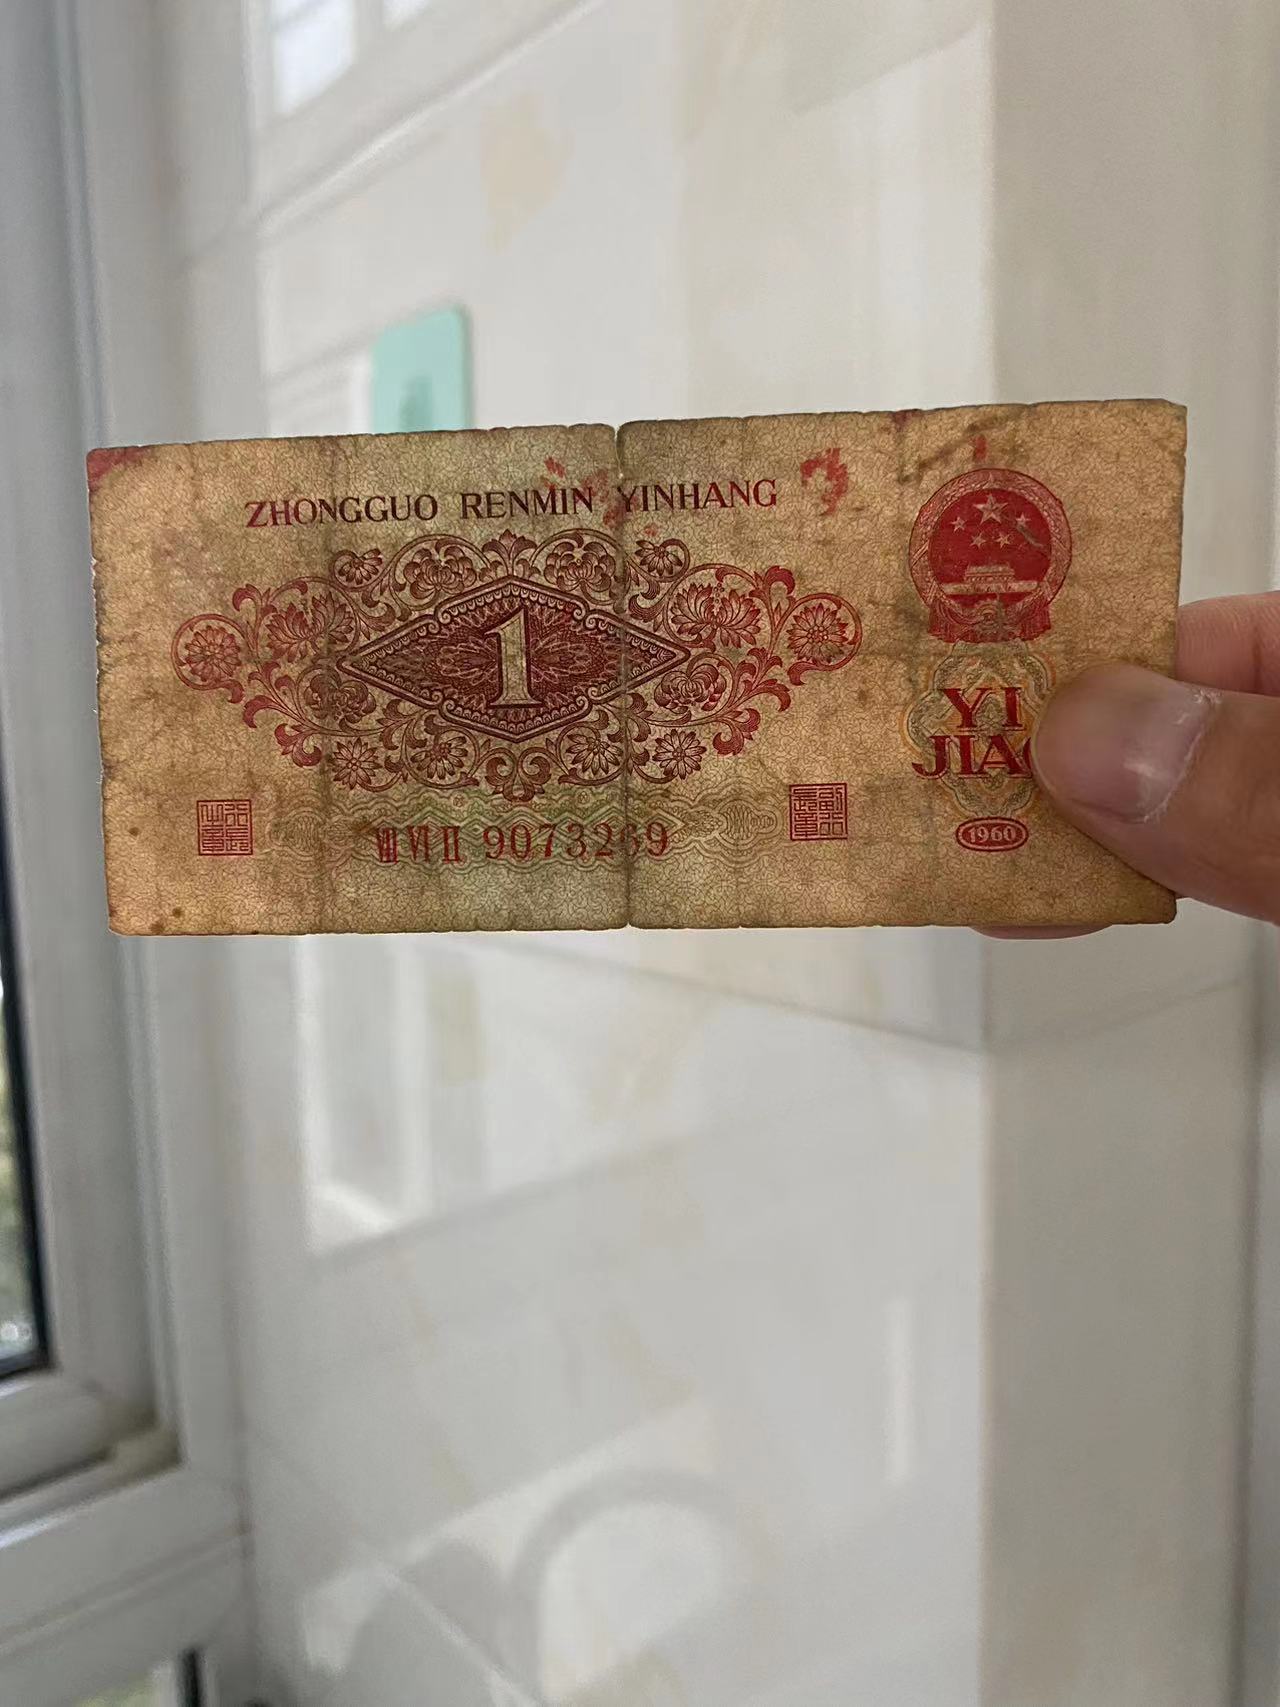 ZHONGGUO RENMIN YINHANG
1
YI
JIAO
VIII VI II 9073269
1960